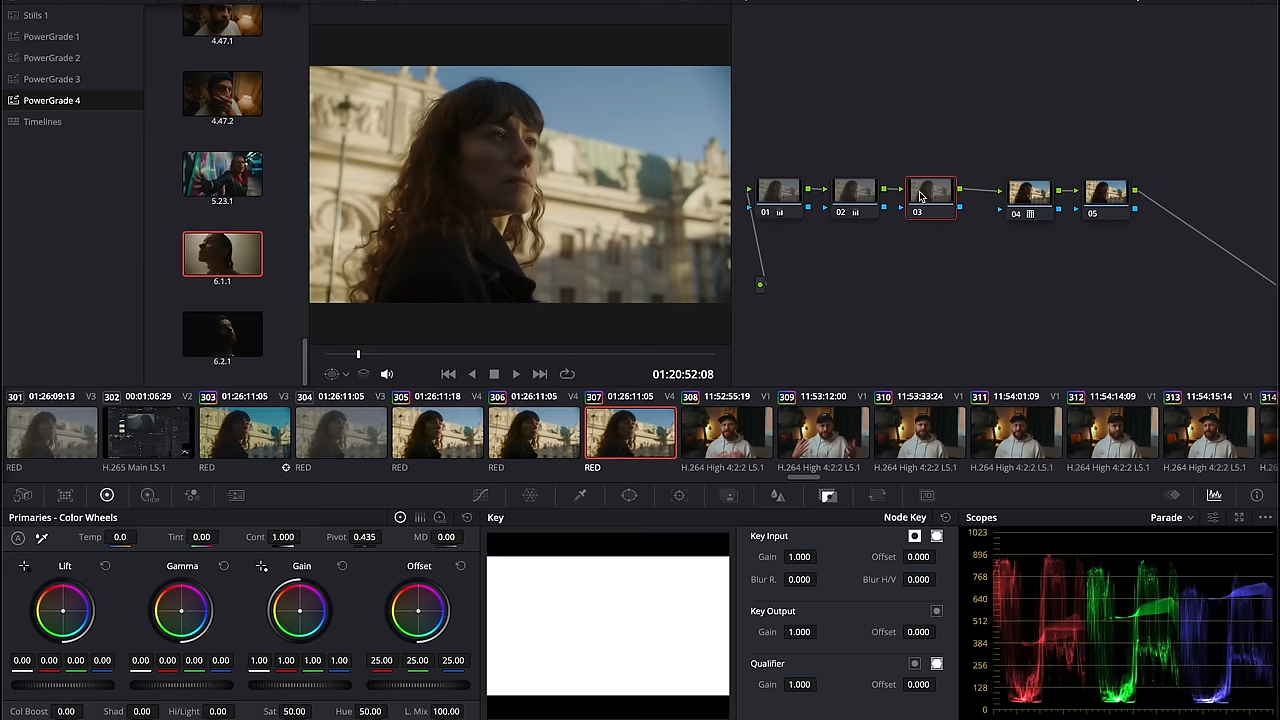 Stills 1
PowerGrade 1
PowerGrade 2
PowerGrade 3
PowerGrade 4
Timelines
4.47.1
4.47.2
5.23.1
6.1.1
6.2.1
01
02
03
04
05
01:20:52:08
301 01:26:09:13 V3
302 00:01:06:29 V2
303 01:26:11:05 V3
304 01:26:11:05 V3
305 01:26:11:18 V4
306 01:26:11:05 V4
307 01:26:11:05 V4
308 11:52:55:19 V1
309 11:53:12:00 V1
310 11:53:33:24 V1
311 11:54:01:09 V1
312 11:54:14:09 V1
313 11:54:15:14 V1
314
RED
H.265 Main L5.1
RED
RED
RED
RED
RED
H.264 High 4:2:2 L5.1
H.264 High 4:2:2 L5.1
H.264 High 4:2:2 L5.1
H.264 High 4:2:2 L5.1
H.264 High 4:2:2 L5.1
H.264 High 4:2:2 L5.1
Primaries - Color Wheels
Temp 0.0 Tint 0.00 Cont 1.000 Pivot 0.435 MD 0.00
Lift Gamma Gain Offset
0.00 0.00 0.00 0.00 0.00 0.00 0.00 0.00 1.00 1.00 1.00 1.00 25.00 25.00 25.00
Col Boost 0.00 Shad 0.00 Hi/Light 0.00 Sat 50.00 Hue 50.00 L.Mix 100.00
Key
Node Key
Key Input
Gain 1.000 Offset 0.000
Blur R. 0.000 Blur H/V 0.000
Key Output
Gain 1.000 Offset 0.000
Qualifier
Gain 1.000 Offset 0.000
Scopes
Parade
1023
896
768
640
512
384
256
128
0